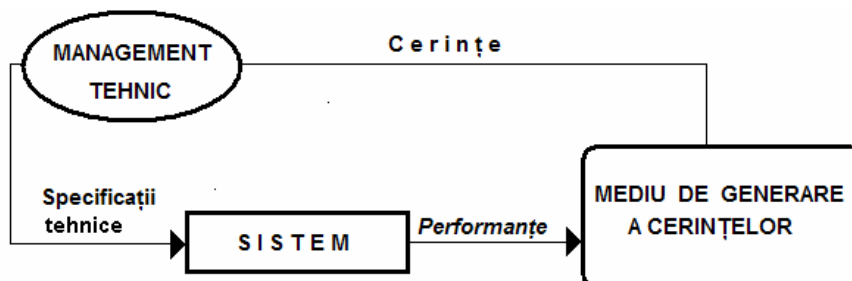 MANAGEMENT
TEHNIC
Cerințe
Specificații
tehnice
SISTEM
Performanțe
MEDIU DE GENERARE
A CERINȚELOR